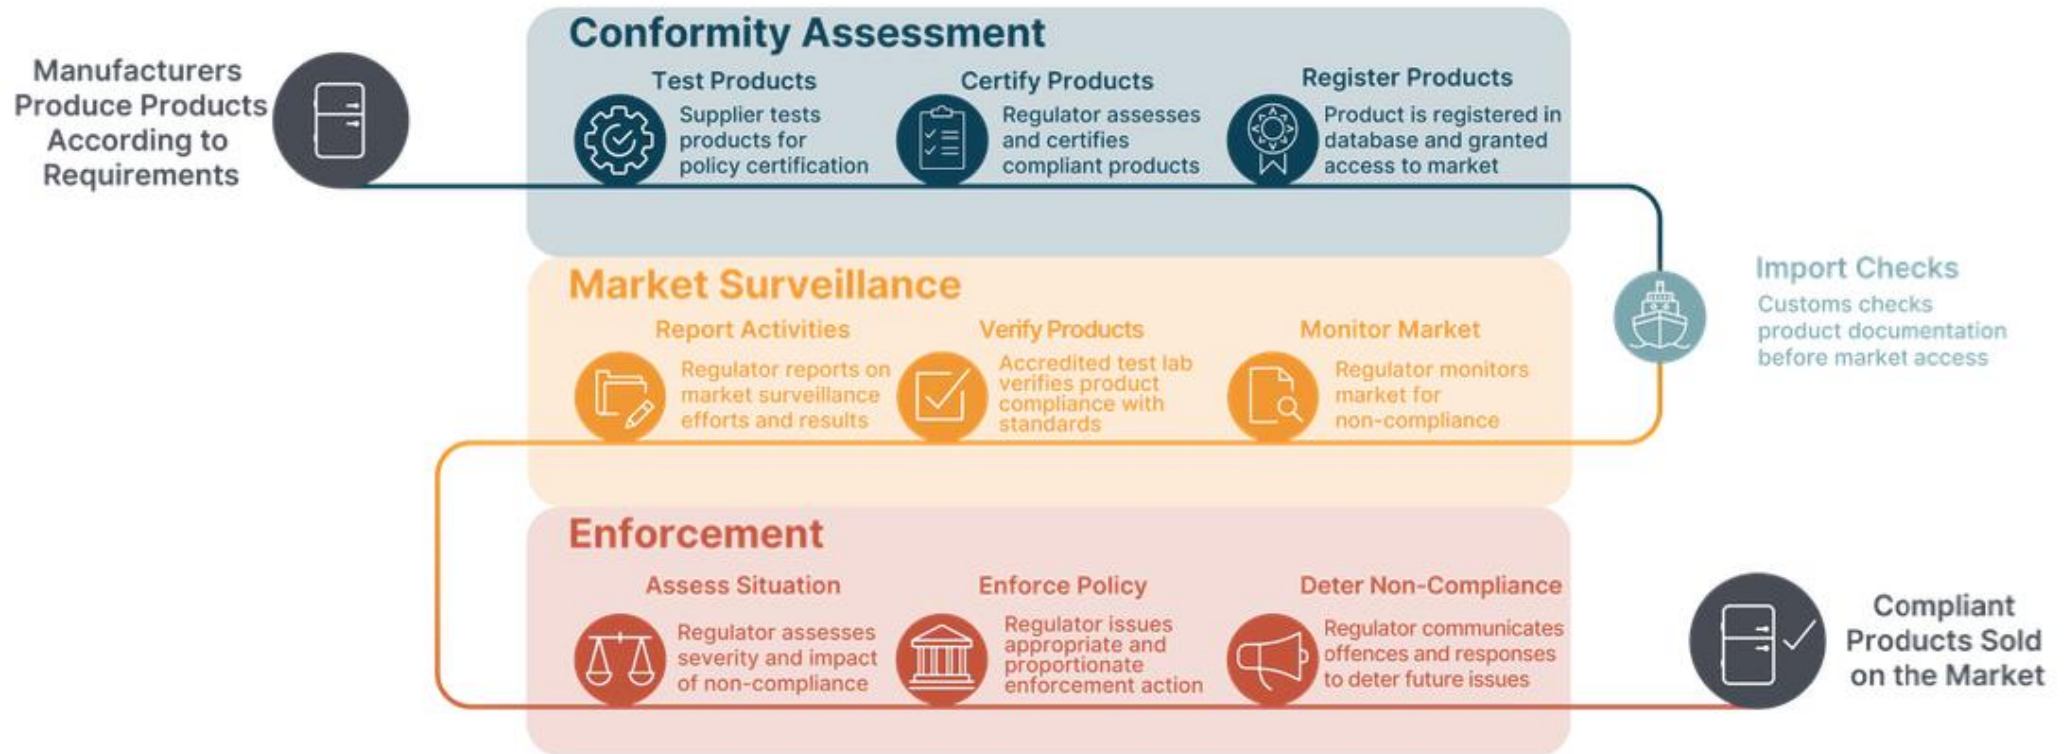 Manufacturers
Produce Products
According to
Requirements
Conformity Assessment
Test Products
Supplier tests
products for
policy certification
Certify Products
Regulator assesses
and certifies
compliant products
Register Products
Product is registered in
database and granted
access to market
Import Checks
Customs checks
product documentation
before market access
Market Surveillance
Report Activities
Regulator reports on
market surveillance
efforts and results
Verify Products
Accredited test lab
verifies product
compliance with
standards
Monitor Market
Regulator monitors
market for
non-compliance
Enforcement
Assess Situation
Regulator assesses
severity and impact
of non-compliance
Enforce Policy
Regulator issues
appropriate and
proportionate
enforcement action
Deter Non-Compliance
Regulator communicates
offences and responses
to deter future issues
Compliant
Products Sold
on the Market